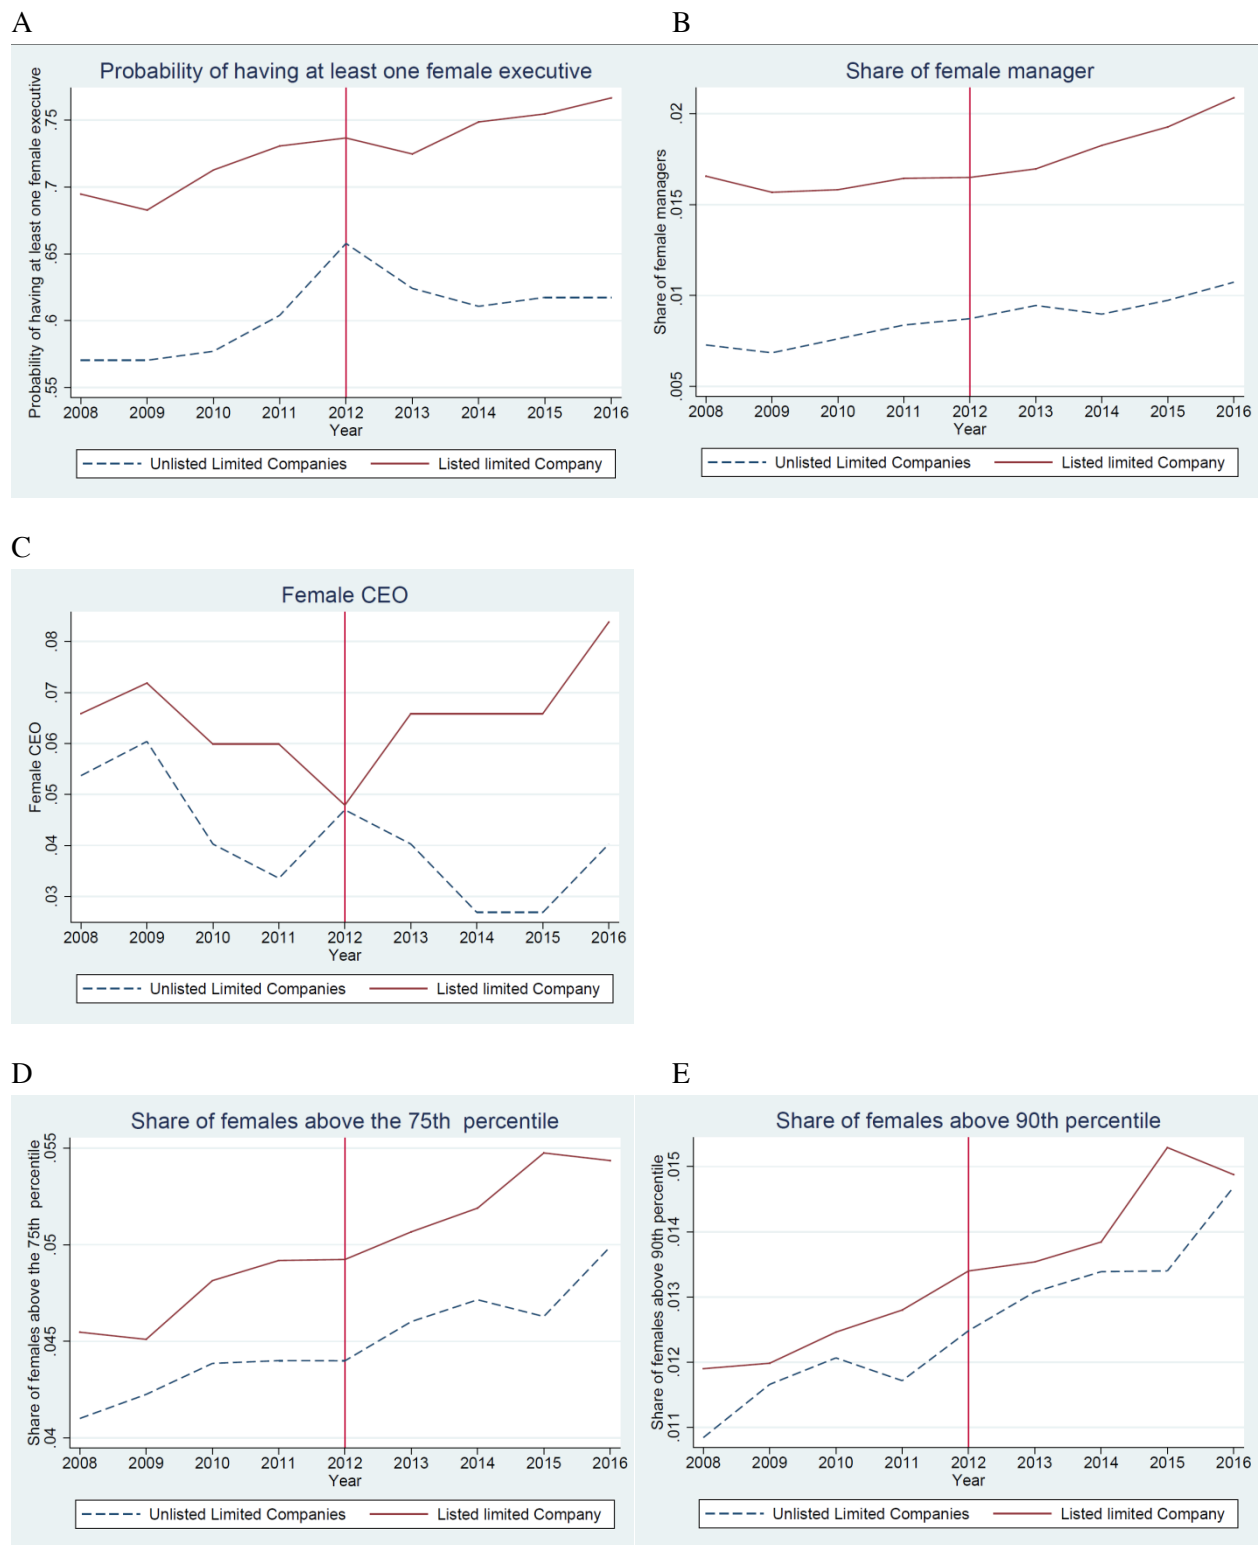 A
Probability of having at least one female executive
Probability of having at least one female executive
.75
.7
.65
.6
.55
2008 2009 2010 2011 2012 2013 2014 2015 2016
Year
Unlisted Limited Companies Listed limited Company
B
Share of female manager
Share of female managers
.02
.015
.01
.005
2008 2009 2010 2011 2012 2013 2014 2015 2016
Year
Unlisted Limited Companies Listed limited Company
C
Female CEO
Female CEO
.08
.07
.06
.05
.04
.03
2008 2009 2010 2011 2012 2013 2014 2015 2016
Year
Unlisted Limited Companies Listed limited Company
D
Share of females above the 75th percentile
Share of females above the 75th percentile
.055
.05
.045
.04
2008 2009 2010 2011 2012 2013 2014 2015 2016
Year
Unlisted Limited Companies Listed limited Company
E
Share of females above 90th percentile
Share of females above 90th percentile
.015
.014
.013
.012
.011
2008 2009 2010 2011 2012 2013 2014 2015 2016
Year
Unlisted Limited Companies Listed limited Company